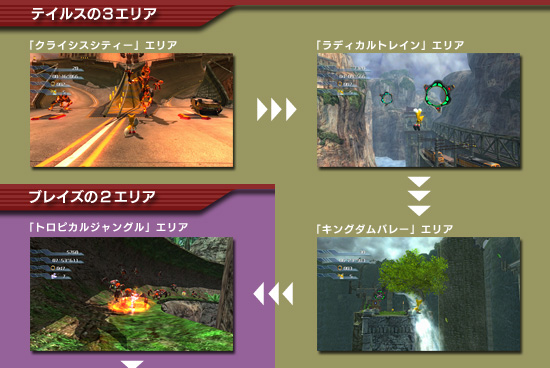 テイルスの3エリア
「クライシスシティー」エリア
「ラディカルトレイン」エリア
「キングダムバレー」エリア
ブレイズの2エリア
「トロピカルジャングル」エリア